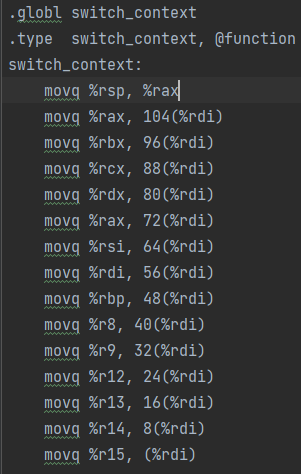 .globl switch_context
.type  switch_context, @function
switch_context:
    movq %rsp, %rax
    movq %rax, 104(%rdi)
    movq %rbx, 96(%rdi)
    movq %rcx, 88(%rdi)
    movq %rdx, 80(%rdi)
    movq %rax, 72(%rdi)
    movq %rsi, 64(%rdi)
    movq %rdi, 56(%rdi)
    movq %rbp, 48(%rdi)
    movq %r8, 40(%rdi)
    movq %r9, 32(%rdi)
    movq %r12, 24(%rdi)
    movq %r13, 16(%rdi)
    movq %r14, 8(%rdi)
    movq %r15, (%rdi)